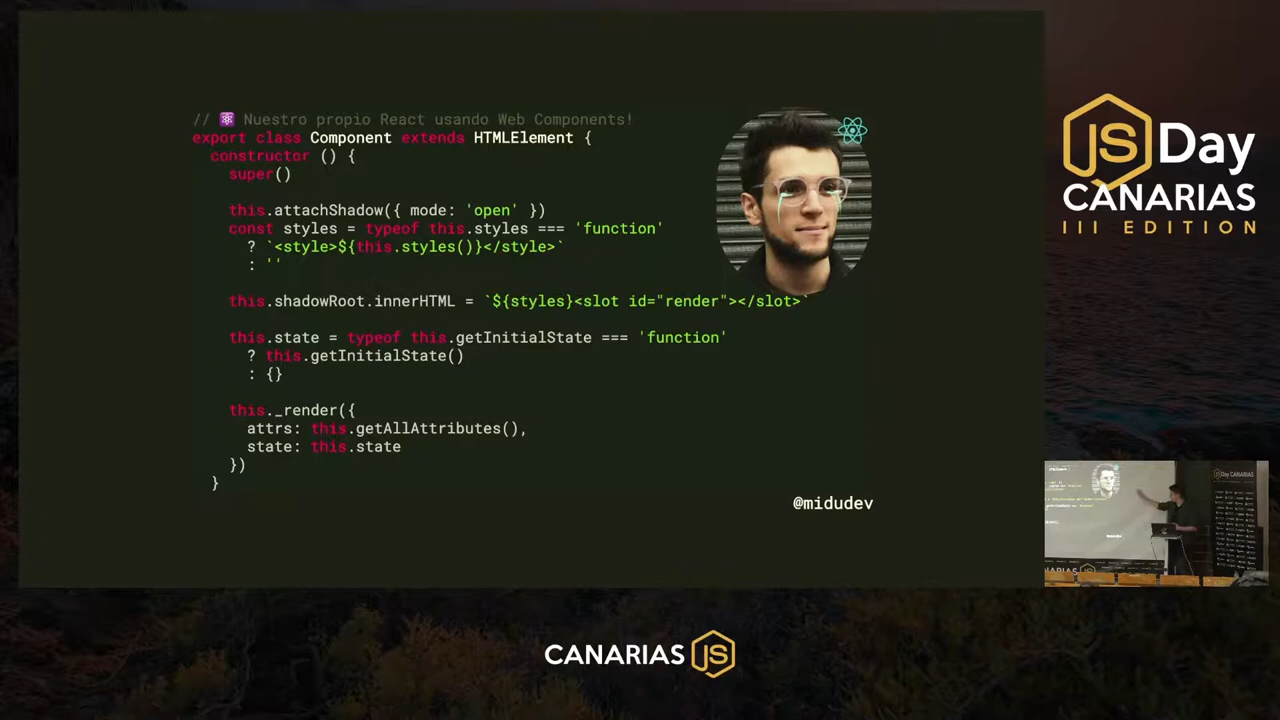 // ⚛️ Nuestro propio React usando Web Components!
export class Component extends HTMLElement {
  constructor () {
    super()
    this.attachShadow({ mode: 'open' })
    const styles = typeof this.styles === 'function'
      ? `<style>${this.styles()}</style>`
      : ''
    this.shadowRoot.innerHTML = `${styles}<slot id="render"></slot>`
    this.state = typeof this.getInitialState === 'function'
      ? this.getInitialState()
      : {}
    this._render({
      attrs: this.getAllAttributes(),
      state: this.state
    })
  }
@midudev
JS Day
CANARIAS
III EDITION
JS Day CANARIAS
CANARIAS JS